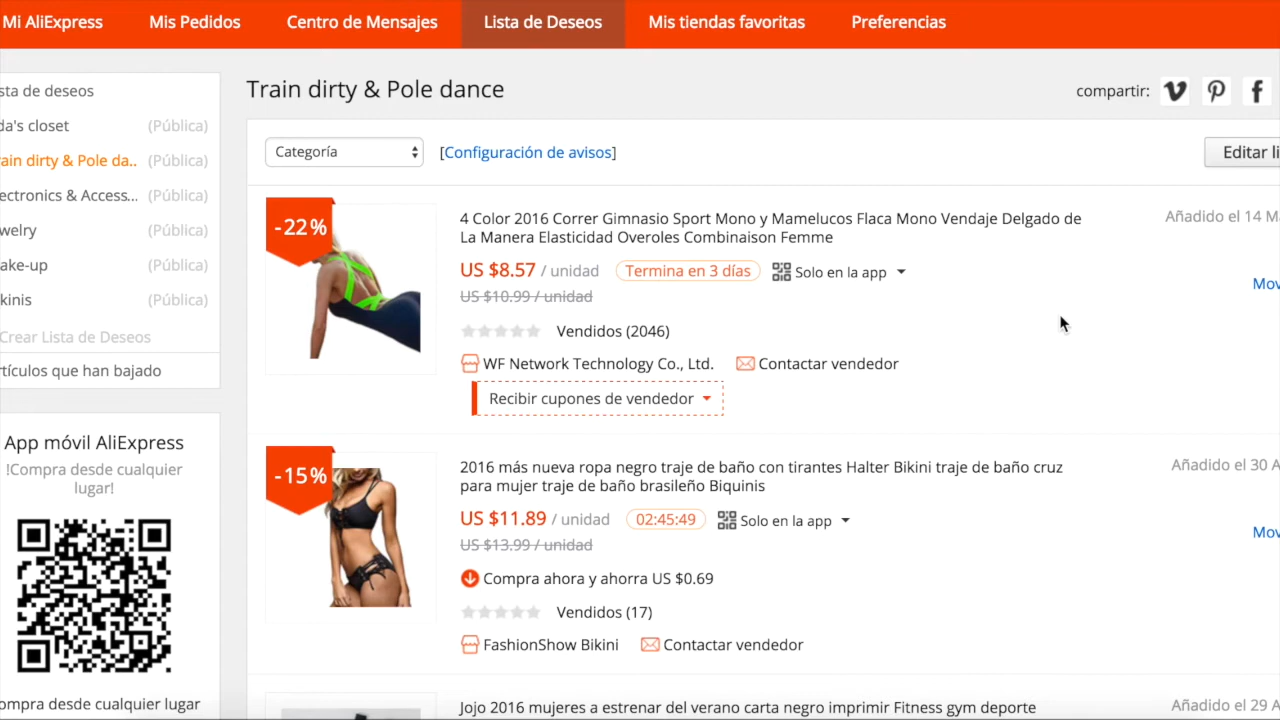 Mi AliExpress Mis Pedidos Centro de Mensajes Lista de Deseos Mis tiendas favoritas Preferencias
Train dirty & Pole dance
compartir:
sta de deseos
da's closet (Pública)
ain dirty & Pole da.. (Pública)
ectronics & Access... (Pública)
welry (Pública)
ake-up (Pública)
kinis (Pública)
Crear Lista de Deseos
rtículos que han bajado
App móvil AliExpress
!Compra desde cualquier
lugar!
ompra desde cualquier lugar
Categoría
[Configuración de avisos]
Editar li
-22%
4 Color 2016 Correr Gimnasio Sport Mono y Mamelucos Flaca Mono Vendaje Delgado de
La Manera Elasticidad Overoles Combinaison Femme
Añadido el 14 Ma
US $8.57 / unidad Termina en 3 días Solo en la app
US $10.99 / unidad
Mov
Vendidos (2046)
WF Network Technology Co., Ltd. Contactar vendedor
Recibir cupones de vendedor
-15%
2016 más nueva ropa negro traje de baño con tirantes Halter Bikini traje de baño cruz
para mujer traje de baño brasileño Biquinis
Añadido el 30 A
US $11.89 / unidad 02:45:49 Solo en la app
US $13.99 / unidad
Mov
Compra ahora y ahorra US $0.69
Vendidos (17)
FashionShow Bikini Contactar vendedor
Jojo 2016 mujeres a estrenar del verano carta negro imprimir Fitness gym deporte
Añadido el 29 A